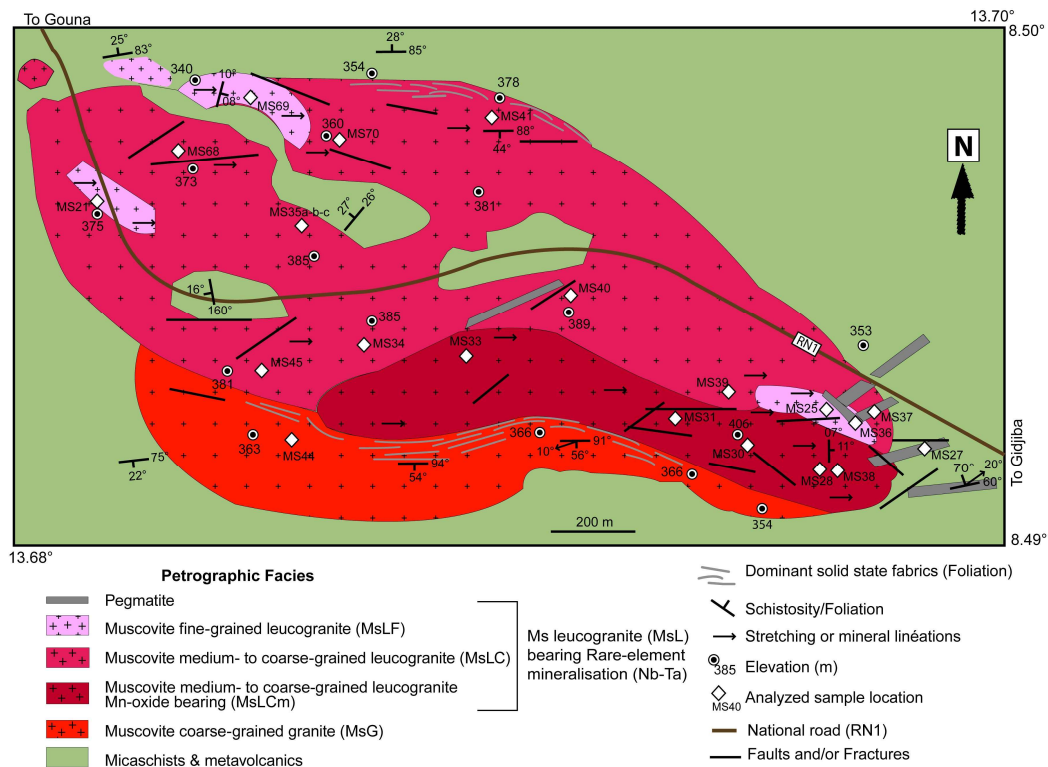 To Gouna
13.70°
8.50°
25°
83°
28°
85°
340
354
378
10°
08°
MS69
MS41
360
MS70
88°
44°
N
MS68
373
MS21
375
381
27°
26°
MS35a-b-c
385
16°
160°
MS40
389
385
MS34
MS33
353
RN1
381
MS45
MS39
MS25
MS37
MS36
MS31
406
MS30
07°
11°
MS27
363
MS44
366
91°
10°
56°
75°
22°
94°
54°
366
MS28
MS38
70°
20°
60°
354
To Gidjiba
200 m
13.68°
8.49°
Petrographic Facies
Pegmatite
Muscovite fine-grained leucogranite (MsLF)
Muscovite medium- to coarse-grained leucogranite (MsLC)
Muscovite medium- to coarse-grained leucogranite
Mn-oxide bearing (MsLCm)
Muscovite coarse-grained granite (MsG)
Micaschists & metavolcanics
Ms leucogranite (MsL)
bearing Rare-element
mineralisation (Nb-Ta)
Dominant solid state fabrics (Foliation)
Schistosity/Foliation
Stretching or mineral linéations
385
Elevation (m)
MS40
Analyzed sample location
National road (RN1)
Faults and/or Fractures